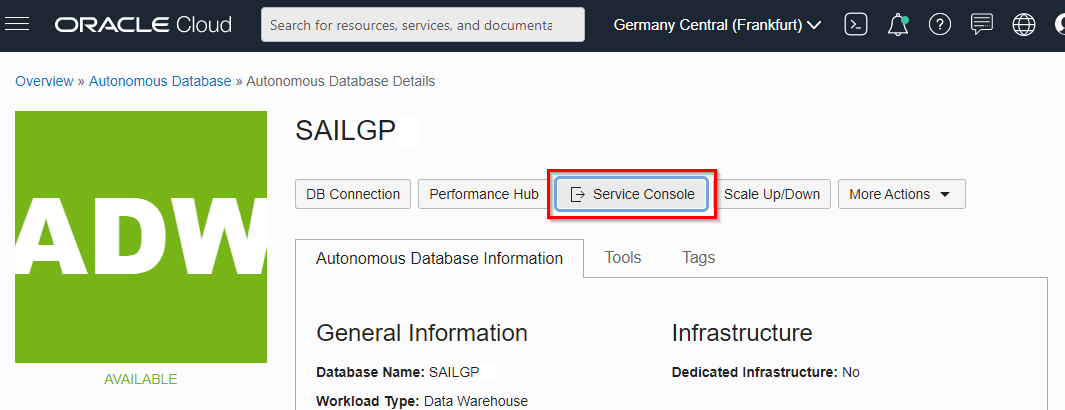 ORACLE Cloud Search for resources, services, and documenta Germany Central (Frankfurt)
Overview » Autonomous Database » Autonomous Database Details
ADW
AVAILABLE
SAILGP
DB Connection Performance Hub Service Console Scale Up/Down More Actions
Autonomous Database Information Tools Tags
General Information
Database Name: SAILGP
Workload Type: Data Warehouse
Infrastructure
Dedicated Infrastructure: No